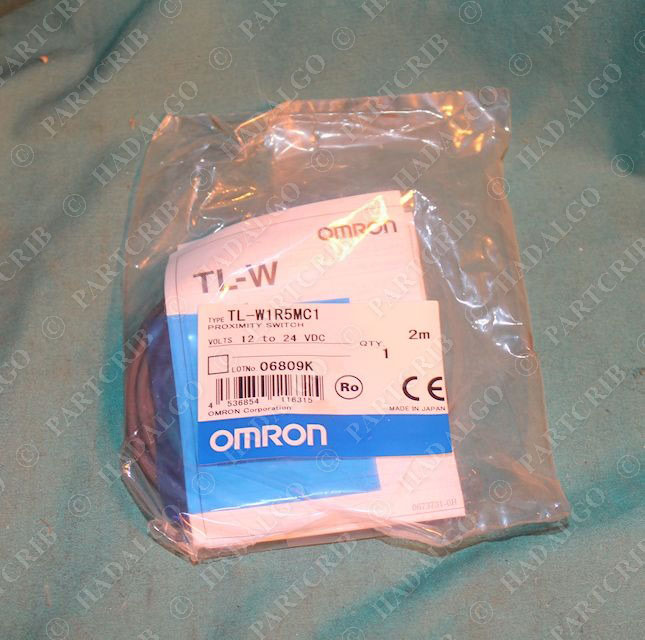 OMRON
TL-W
TYPE TL-W1R5MC1
PROXIMITY SWITCH
VOLTS 12 to 24 VDC
2m
QTY 1
LOTNo 06809K
4 536854 116315
Ro
CE
OMRON Corporation
MADE IN JAPAN
OMRON
© PARTCRIB
© HADALGO